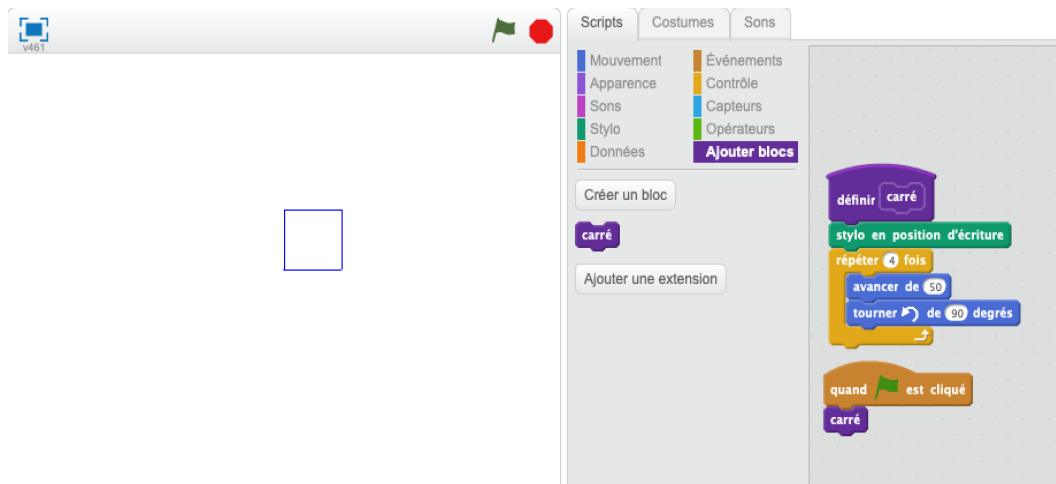 v461
Scripts Costumes Sons
Mouvement Événements
Apparence Contrôle
Sons Capteurs
Stylo Opérateurs
Données Ajouter blocs
Créer un bloc
carré
Ajouter une extension
définir carré
stylo en position d'écriture
répéter 4 fois
avancer de 50
tourner de 90 degrés
quand est cliqué
carré